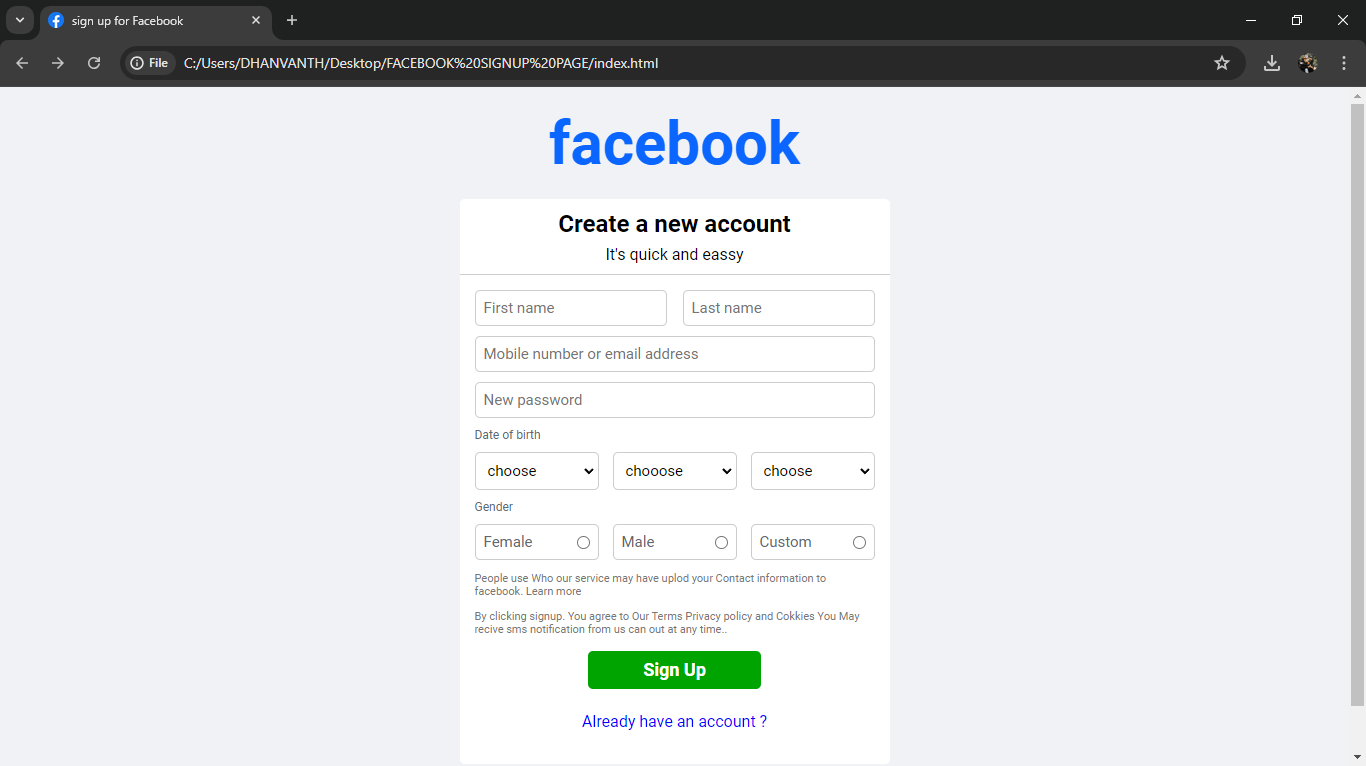 sign up for Facebook
File C:/Users/DHANVANTH/Desktop/FACEBOOK%20SIGNUP%20PAGE/index.html
facebook
Create a new account
It's quick and eassy
First name Last name
Mobile number or email address
New password
Date of birth
choose chooose choose
Gender
Female Male Custom
People use Who our service may have uplod your Contact information to
facebook. Learn more
By clicking signup. You agree to Our Terms Privacy policy and Cokkies You May
recive sms notification from us can out at any time..
Sign Up
Already have an account ?